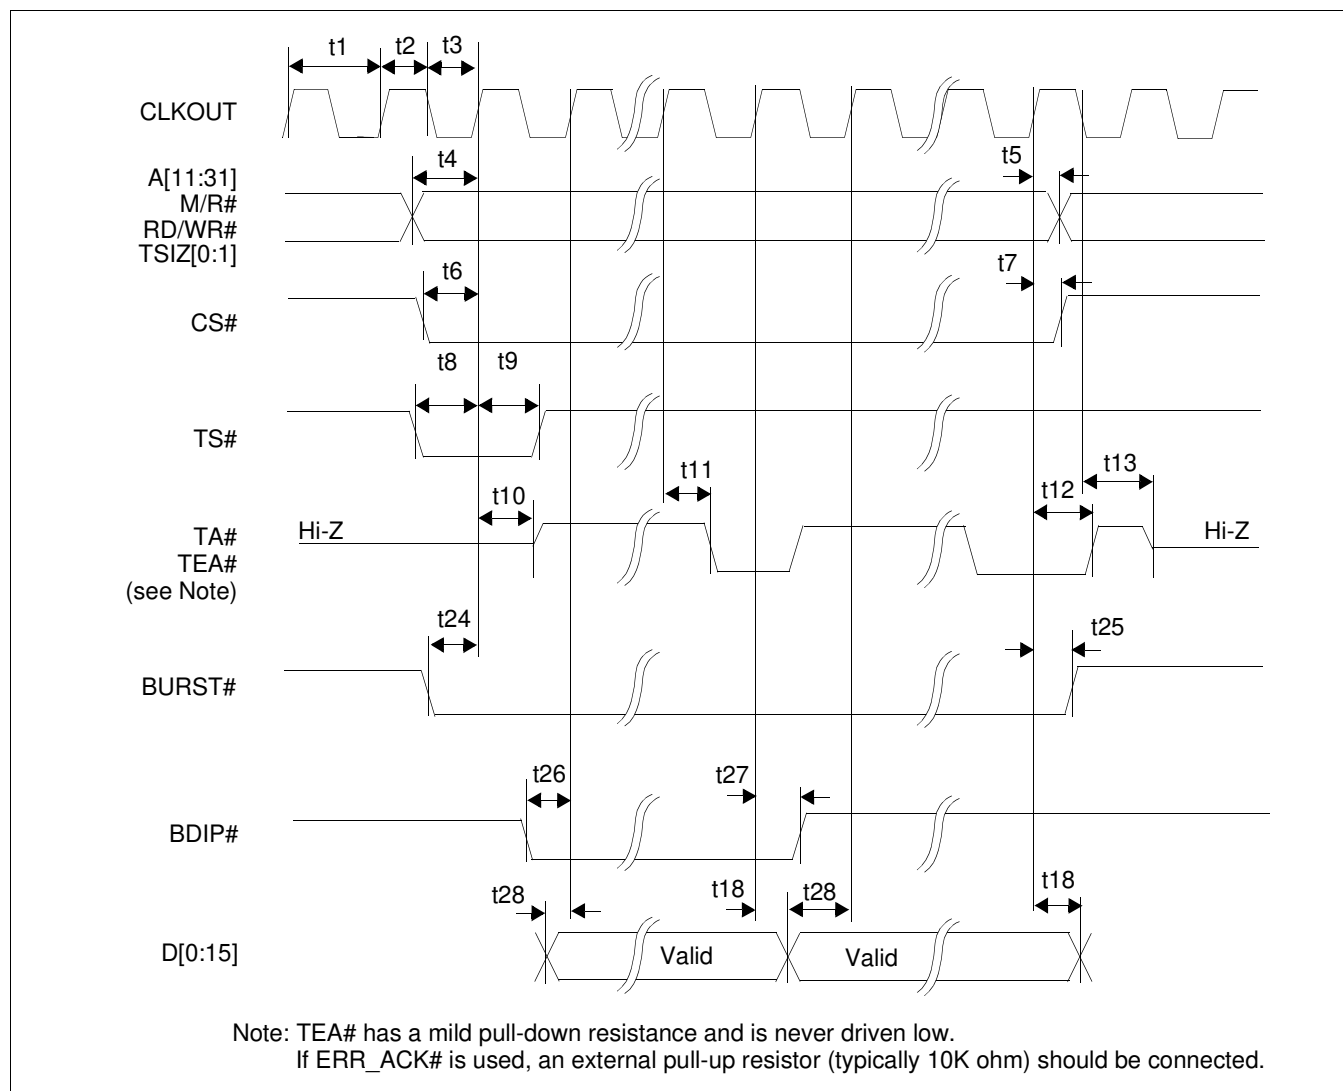 t1 t2 t3
CLKOUT
t4 t5
A[11:31]
M/R#
RD/WR#
TSIZ[0:1]
t6 t7
CS#
t8 t9
TS#
t10 t11 t12 t13
TA# Hi-Z Hi-Z
TEA#
(see Note)
t24 t25
BURST#
t26 t27
BDIP#
t28 t18 t28 t18
D[0:15] Valid Valid
Note: TEA# has a mild pull-down resistance and is never driven low.
If ERR_ACK# is used, an external pull-up resistor (typically 10K ohm) should be connected.